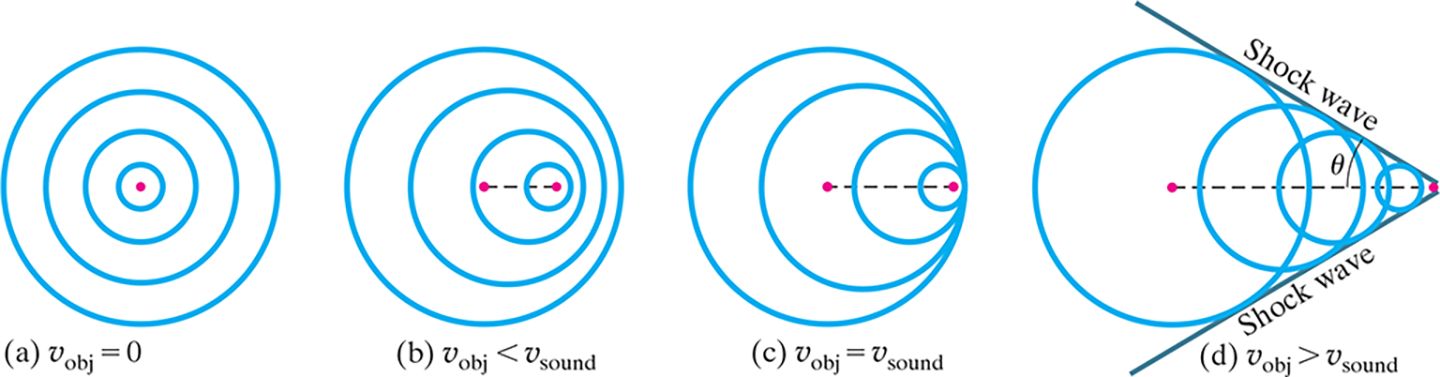 Shock wave
θ
Shock wave
(a) v_obj = 0
(b) v_obj < v_sound
(c) v_obj = v_sound
(d) v_obj > v_sound